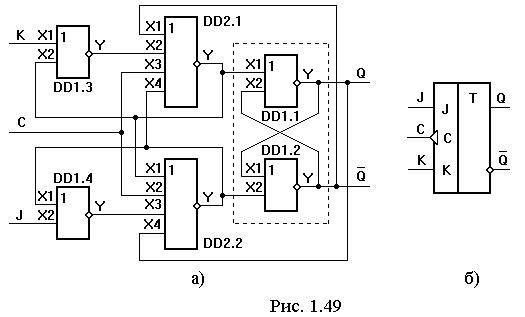 DD2.1
K X1 1 Y X1 1
X2 X2
X3 Y X1 1 Y Q
X4 X2
DD1.3 DD1.1
C DD1.2
DD1.4 X1 1 X1 1 Y Q
X1 1 Y X2 Y X2
J X2 X3
X4 DD2.2
J J T Q
C C
K K Q
а) б)
Рис. 1.49